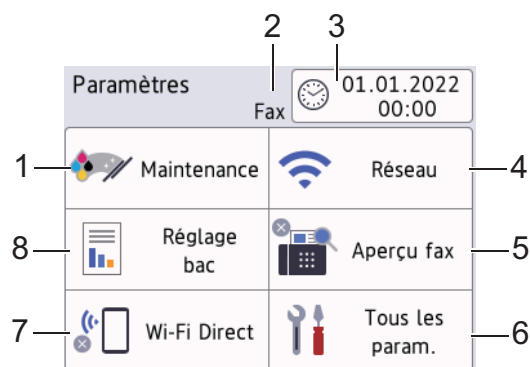 2 3
Paramètres
Fax
01.01.2022
00:00
1 Maintenance Réseau 4
8 Réglage
bac
Aperçu fax 5
7 Wi-Fi Direct
Tous les
param. 6